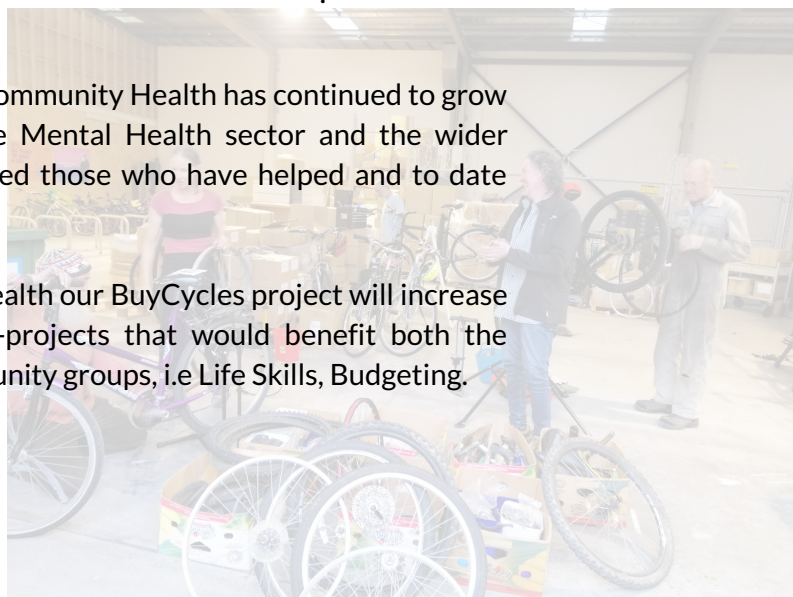 ommunity Health has continued to grow
e Mental Health sector and the wider
ed those who have helped and to date
ealth our BuyCycles project will increase
-projects that would benefit both the
unity groups, i.e Life Skills, Budgeting.